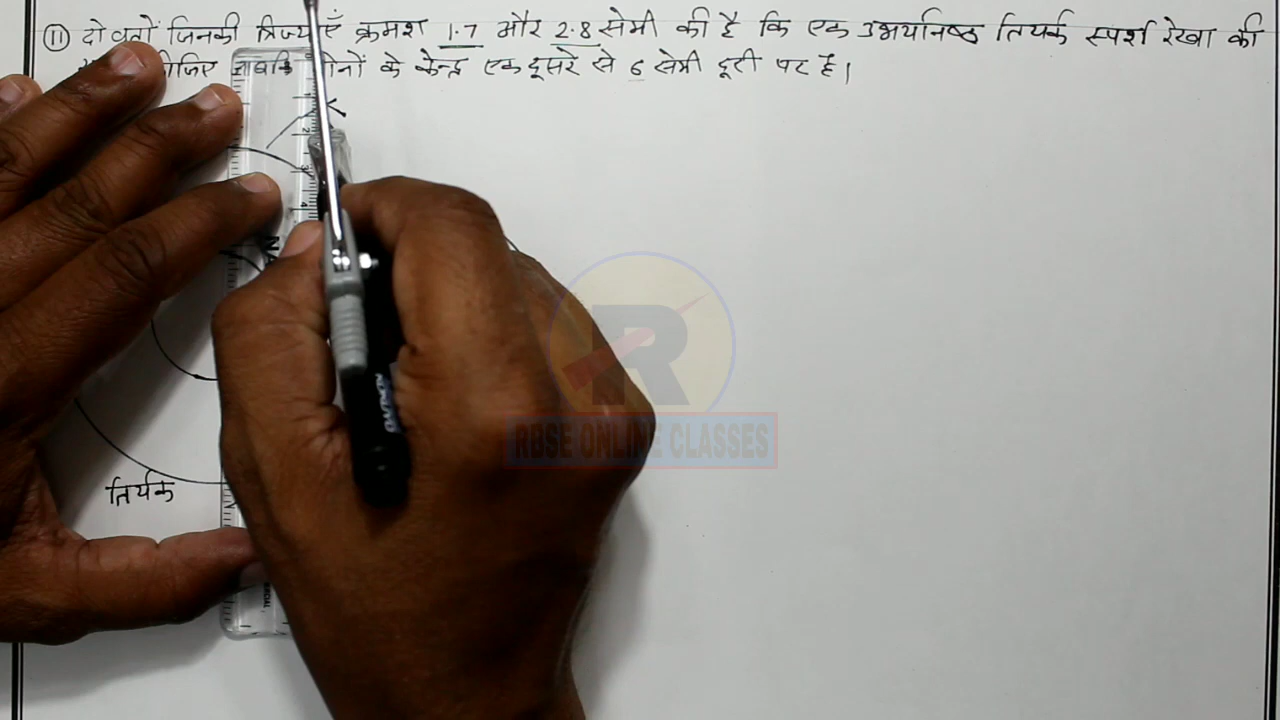 ⑪ दो वतों जिनकी त्रिज्याएँ क्रमश 1.7 और 2.8 सेमी की है कि एक उभयनिष्ठ तिर्यक स्पर्श रेखा की
के केन्द्र एक दूसरे से 6 सेमी दूरी पर है।
तिर्यक
RBSE ONLINE CLASSES